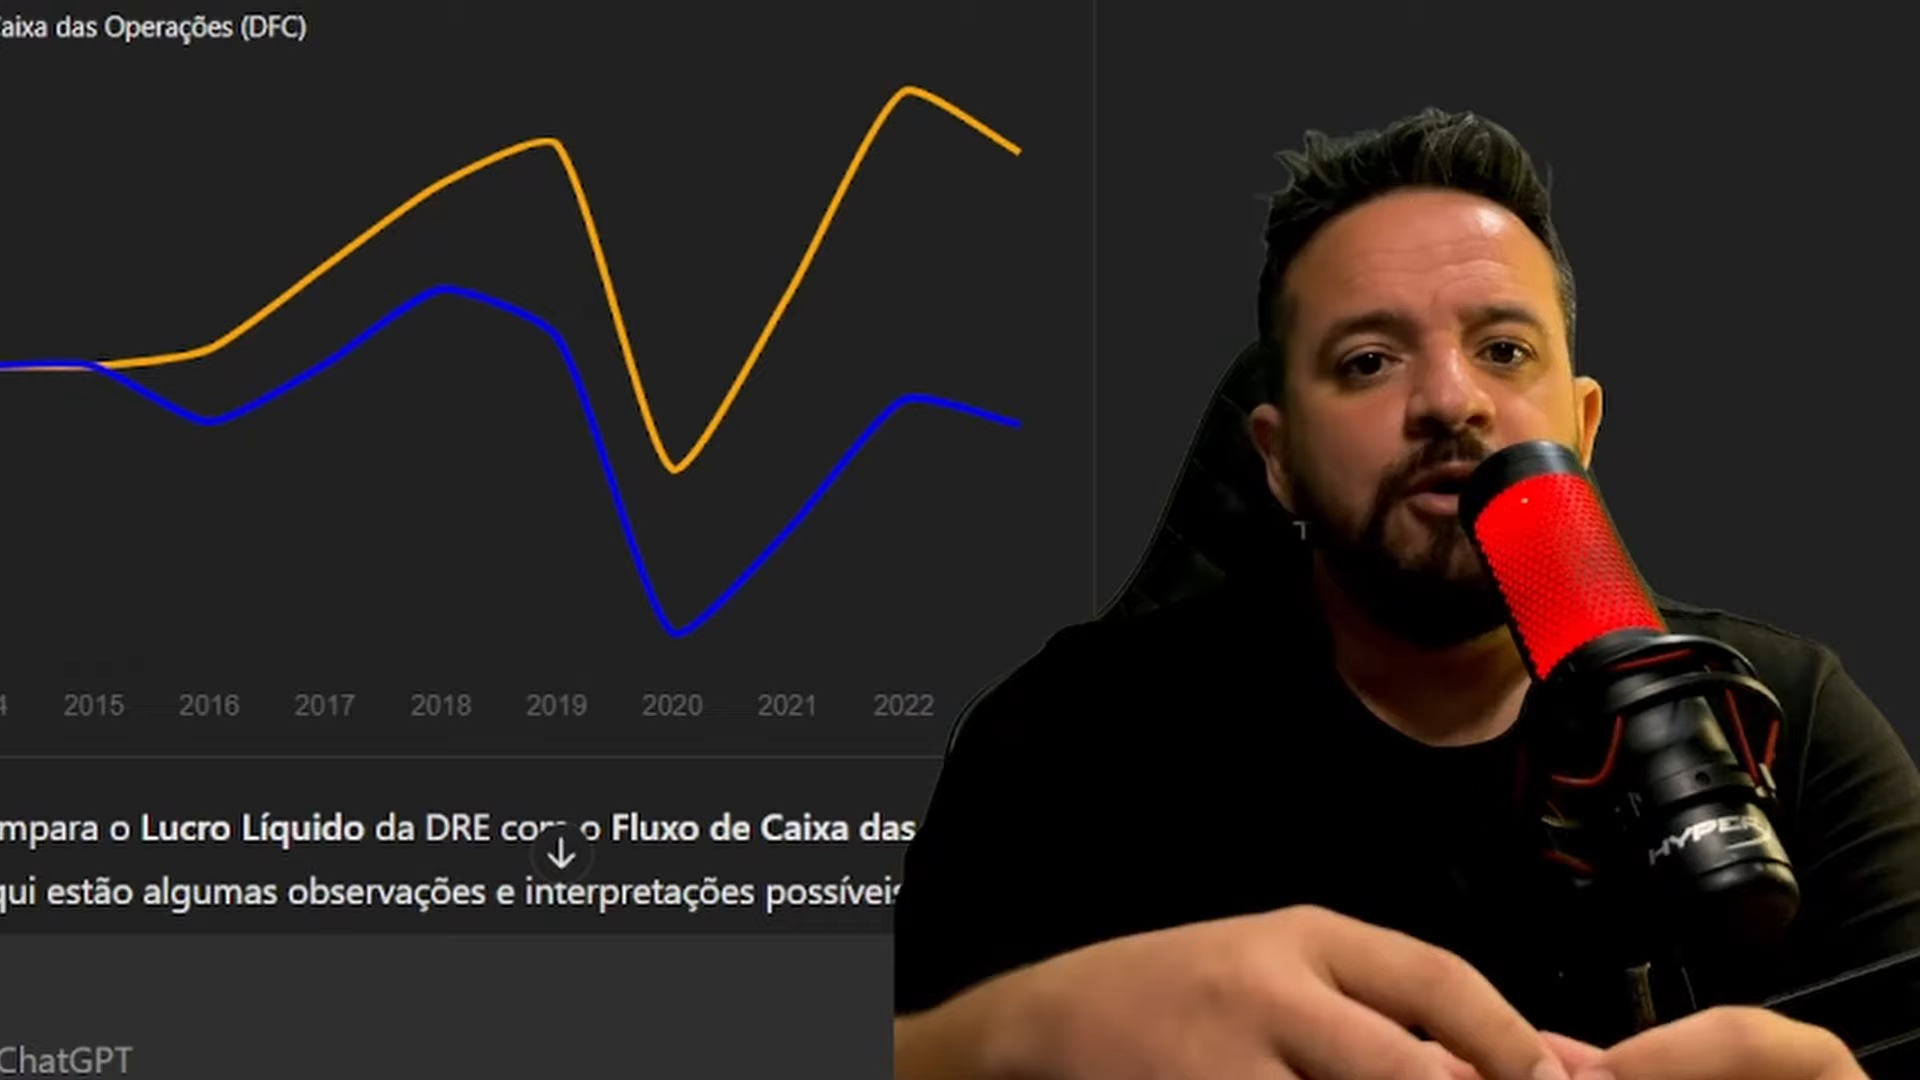 aixa das Operações (DFC)
2015 2016 2017 2018 2019 2020 2021 2022
mpara o Lucro Líquido da DRE com o Fluxo de Caixa das
qui estão algumas observações e interpretações possíveis
ChatGPT
HYPER